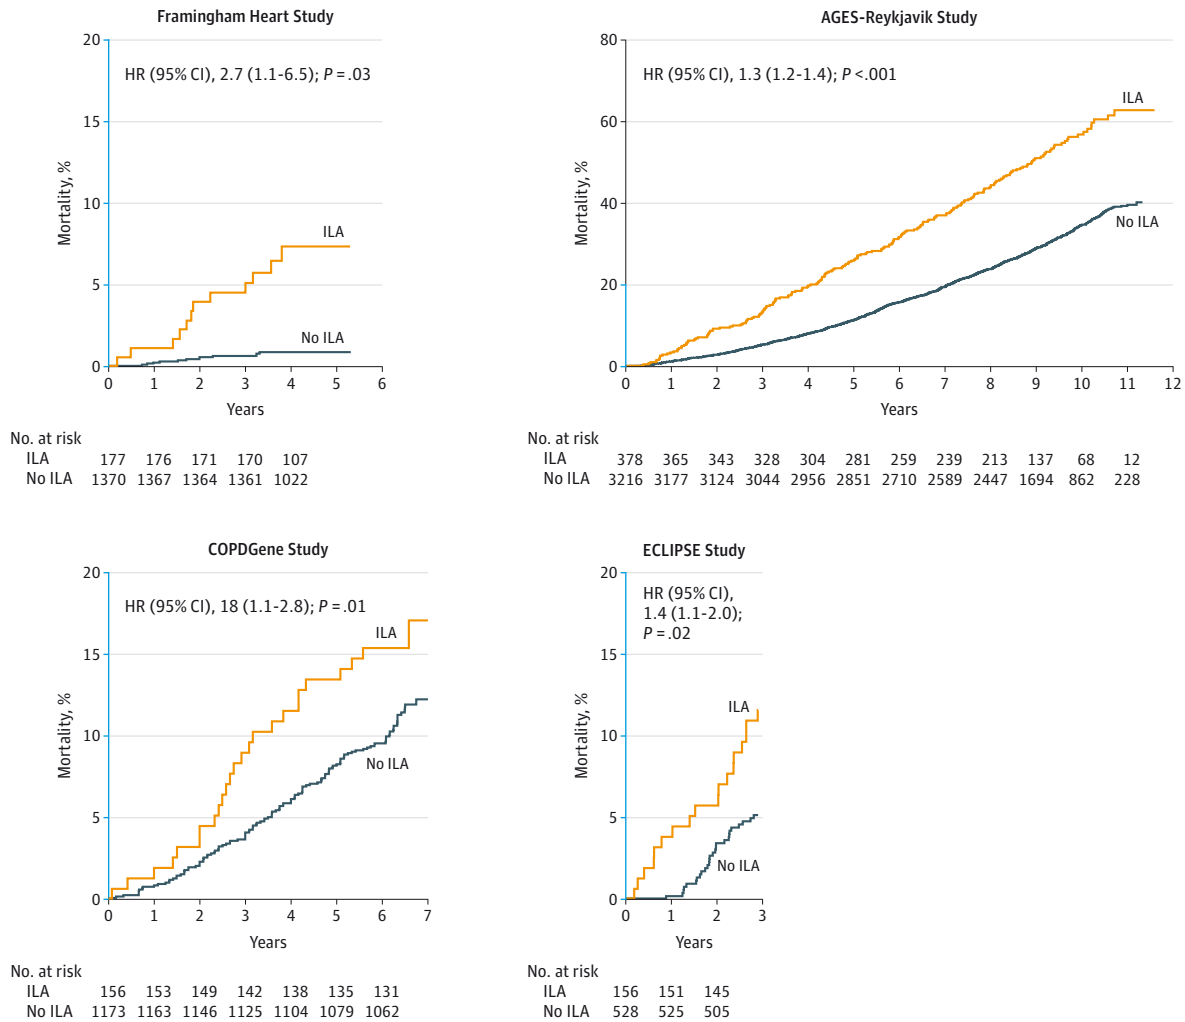 Framingham Heart Study
20
15
10
5
0
Mortality, %
HR (95% CI), 2.7 (1.1-6.5); P = .03
ILA
No ILA
0 1 2 3 4 5 6
Years
No. at risk
ILA 177 176 171 170 107
No ILA 1370 1367 1364 1361 1022
AGES-Reykjavik Study
80
60
40
20
0
Mortality, %
HR (95% CI), 1.3 (1.2-1.4); P <.001
ILA
No ILA
0 1 2 3 4 5 6 7 8 9 10 11 12
Years
No. at risk
ILA 378 365 343 328 304 281 259 239 213 137 68 12
No ILA 3216 3177 3124 3044 2956 2851 2710 2589 2447 1694 862 228
COPDGene Study
20
15
10
5
0
Mortality, %
HR (95% CI), 18 (1.1-2.8); P = .01
ILA
No ILA
0 1 2 3 4 5 6 7
Years
No. at risk
ILA 156 153 149 142 138 135 131
No ILA 1173 1163 1146 1125 1104 1079 1062
ECLIPSE Study
20
15
10
5
0
Mortality, %
HR (95% CI),
1.4 (1.1-2.0);
P = .02
ILA
No ILA
0 1 2 3
Years
No. at risk
ILA 156 151 145
No ILA 528 525 505